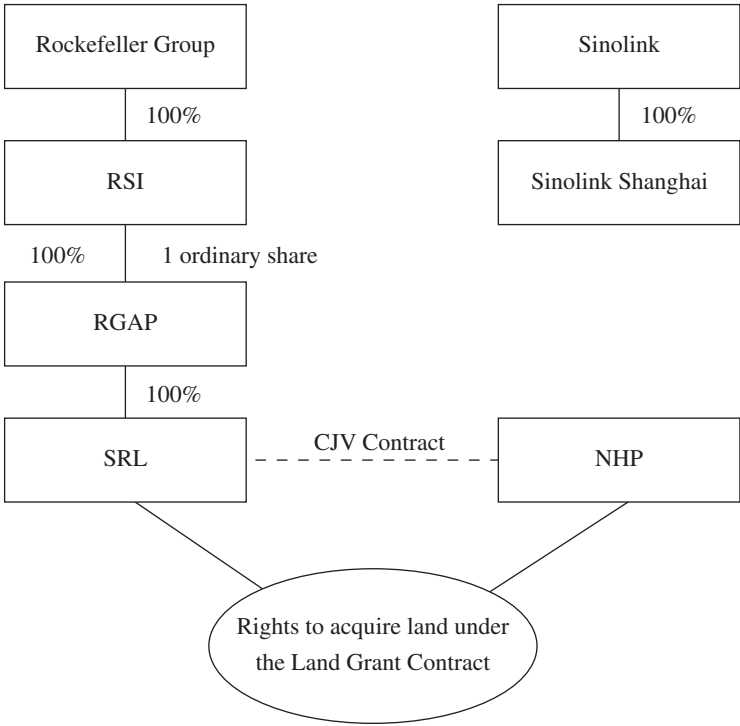 Rockefeller Group
Sinolink
100%
100%
RSI
Sinolink Shanghai
100%
1 ordinary share
RGAP
100%
SRL
CJV Contract
NHP
Rights to acquire land under
the Land Grant Contract